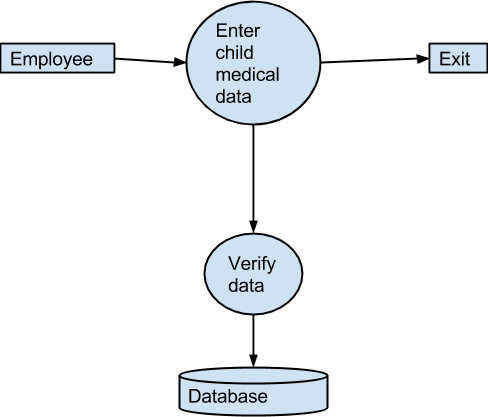 Employee
Enter
child
medical
data
Exit
Verify
data
Database